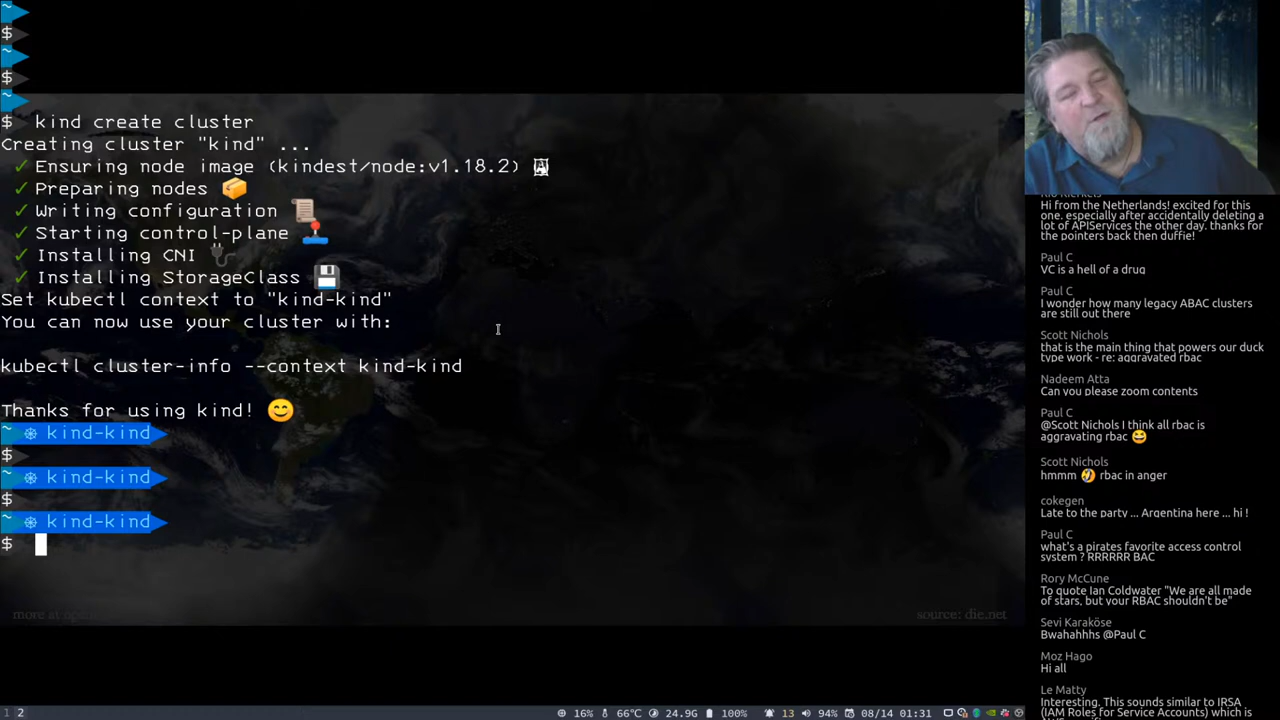 ~
$
~
$
~
$ kind create cluster
Creating cluster "kind" ...
✓ Ensuring node image (kindest/node:v1.18.2) 🖼
✓ Preparing nodes 📦
✓ Writing configuration 📜
✓ Starting control-plane 🕹️
✓ Installing CNI 🔌
✓ Installing StorageClass 💾
Set kubectl context to "kind-kind"
You can now use your cluster with:
kubectl cluster-info --context kind-kind
Thanks for using kind! 😊
~ ⎈ kind-kind
$
~ ⎈ kind-kind
$
~ ⎈ kind-kind
$
source: die.net
1 2
16% 66°C 24.9G 100% 13 94% 08/14 01:31
Hi from the Netherlands! excited for this
one. especially after accidentally deleting a
lot of APIServices the other day. thanks for
the pointers back then duffie!
Paul C
VC is a hell of a drug
Paul C
I wonder how many legacy ABAC clusters
are still out there
Scott Nichols
that is the main thing that powers our duck
type work - re: aggravated rbac
Nadeem Atta
Can you please zoom contents
Paul C
@Scott Nichols I think all rbac is
aggravating rbac 😆
Scott Nichols
hmmm 🤣 rbac in anger
cokegen
Late to the party ... Argentina here ... hi !
Paul C
what's a pirates favorite access control
system ? RRRRRR BAC
Rory McCune
To quote Ian Coldwater "We are all made
of stars, but your RBAC shouldn't be"
Sevi Karaköse
Bwahahhhs @Paul C
Moz Hago
Hi all
Le Matty
Interesting. This sounds similar to IRSA
(IAM Roles for Service Accounts) which is